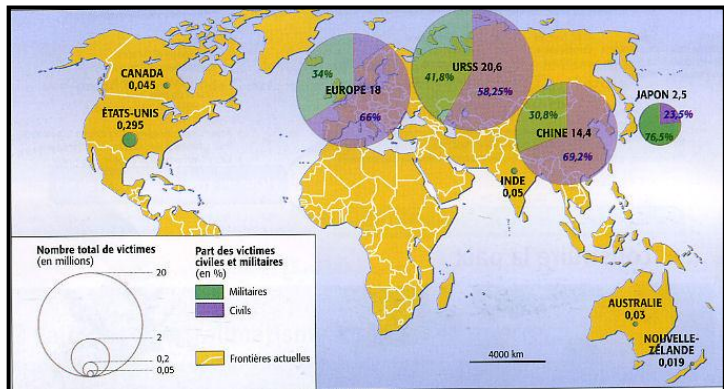 CANADA
0,045
ÉTATS-UNIS
0,295
34%
EUROPE 18
66%
41,8%
URSS 20,6
58,25%
30,8%
CHINE 14,4
69,2%
JAPON 2,5
23,5%
76,5%
INDE
0,05
AUSTRALIE
0,03
NOUVELLE-
ZÉLANDE
0,019
4000 km
Nombre total de victimes
(en millions)
20
2
0,2
0,05
Part des victimes
civiles et militaires
(en %)
Militaires
Civils
Frontières actuelles